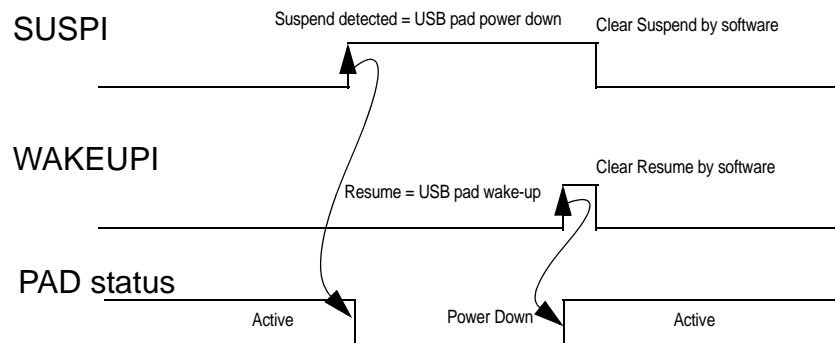 SUSPI
Suspend detected = USB pad power down
Clear Suspend by software
WAKEUPI
Resume = USB pad wake-up
Clear Resume by software
PAD status
Active
Power Down
Active